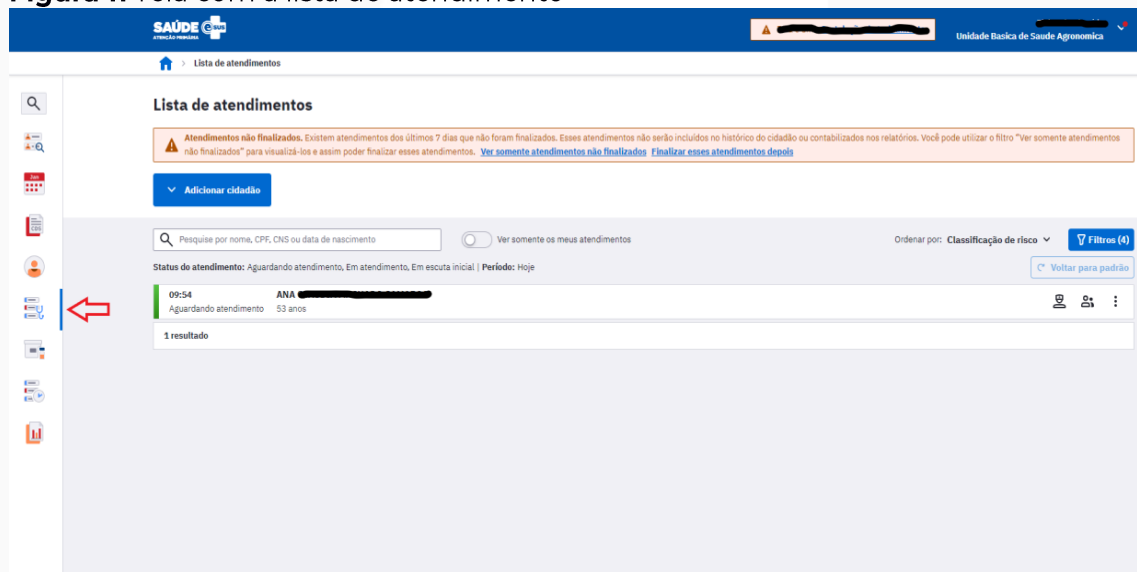 SAÚDE e-SUS
ATENÇÃO PRIMÁRIA
Unidade Basica de Saude Agronomica
Lista de atendimentos
Lista de atendimentos
Atendimentos não finalizados. Existem atendimentos dos últimos 7 dias que não foram finalizados. Esses atendimentos não serão incluídos no histórico do cidadão ou contabilizados nos relatórios. Você pode utilizar o filtro "Ver somente atendimentos
não finalizados" para visualizá-los e assim poder finalizar esses atendimentos. Ver somente atendimentos não finalizados Finalizar esses atendimentos depois
Adicionar cidadão
Pesquise por nome, CPF, CNS ou data de nascimento
Ver somente os meus atendimentos
Ordenar por: Classificação de risco
Filtros (4)
Status do atendimento: Aguardando atendimento, Em atendimento, Em escuta inicial | Período: Hoje
Voltar para padrão
09:54 ANA
Aguardando atendimento 53 anos
1 resultado
Jan
CDS